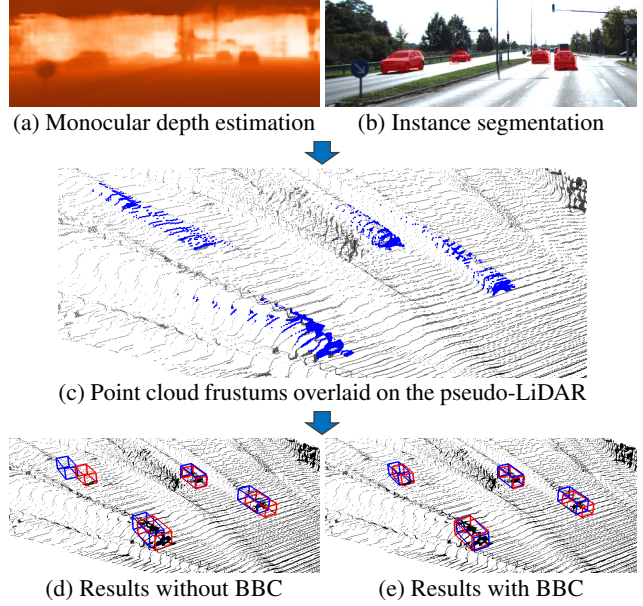 (a) Monocular depth estimation
(b) Instance segmentation
(c) Point cloud frustums overlaid on the pseudo-LiDAR
(d) Results without BBC
(e) Results with BBC